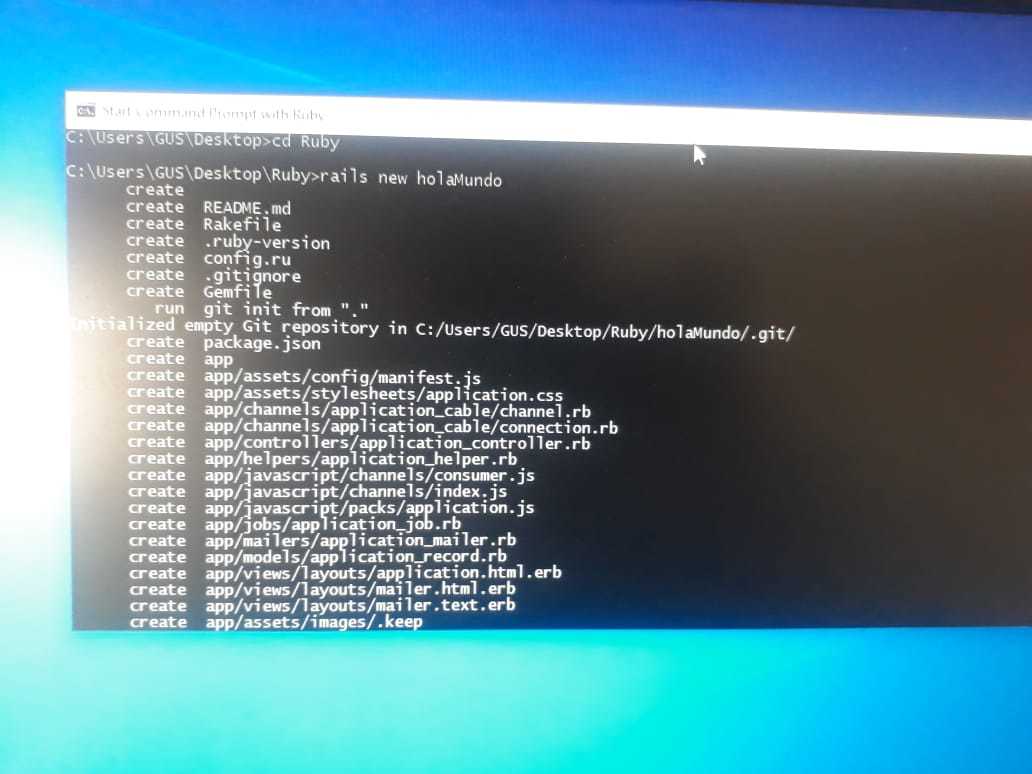 Start Command Prompt with Ruby
C:\Users\GUS\Desktop>cd Ruby
C:\Users\GUS\Desktop\Ruby>rails new holaMundo
create
create README.md
create Rakefile
create .ruby-version
create config.ru
create .gitignore
create Gemfile
run git init from "."
Initialized empty Git repository in C:/Users/GUS/Desktop/Ruby/holaMundo/.git/
create package.json
create app
create app/assets/config/manifest.js
create app/assets/stylesheets/application.css
create app/channels/application_cable/channel.rb
create app/channels/application_cable/connection.rb
create app/controllers/application_controller.rb
create app/helpers/application_helper.rb
create app/javascript/channels/consumer.js
create app/javascript/channels/index.js
create app/javascript/packs/application.js
create app/jobs/application_job.rb
create app/mailers/application_mailer.rb
create app/models/application_record.rb
create app/views/layouts/application.html.erb
create app/views/layouts/mailer.html.erb
create app/views/layouts/mailer.text.erb
create app/assets/images/.keep